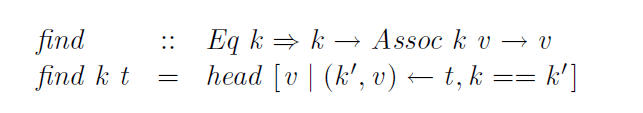 find :: Eq k ⇒ k → Assoc k v → v
find k t = head [v | (k′, v) ← t, k == k′]